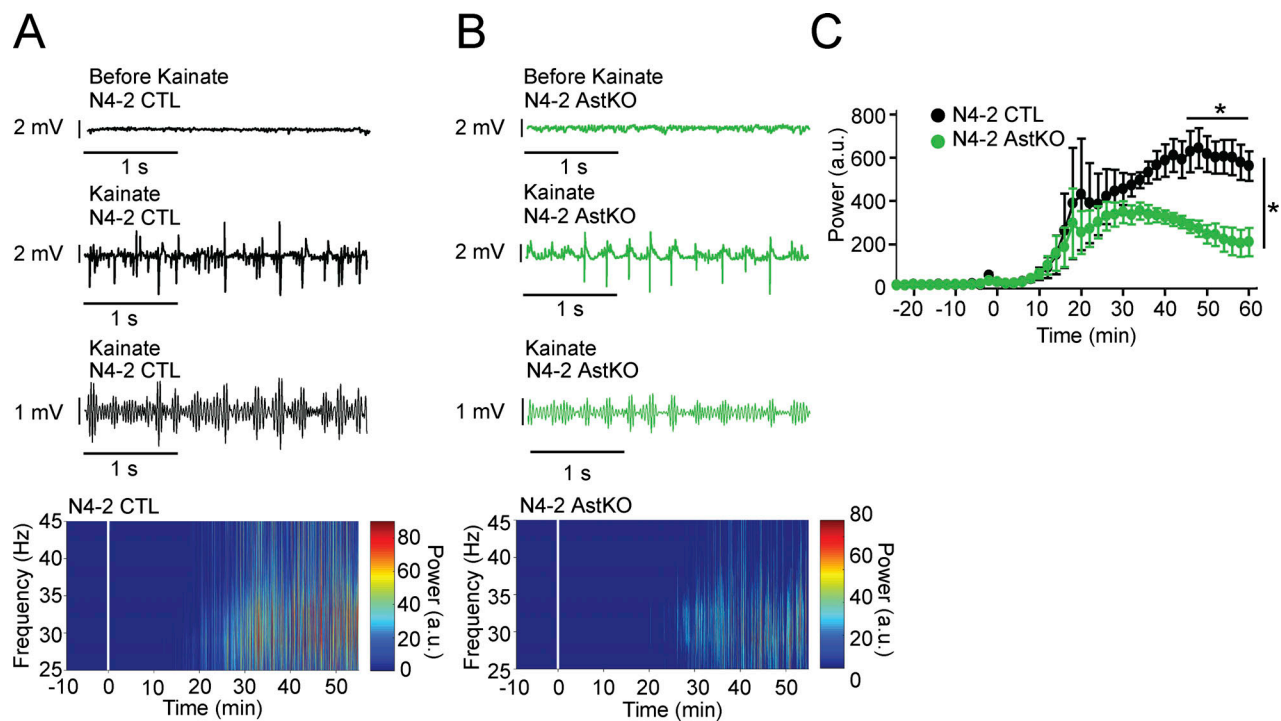 A
Before Kainate
N4-2 CTL
2 mV
1 s
Kainate
N4-2 CTL
2 mV
1 s
Kainate
N4-2 CTL
1 mV
1 s
N4-2 CTL
Frequency (Hz)
45
40
35
30
25
-10 0 10 20 30 40 50
Time (min)
80
60
40
20
0
Power (a.u.)
B
Before Kainate
N4-2 AstKO
2 mV
1 s
Kainate
N4-2 AstKO
2 mV
1 s
Kainate
N4-2 AstKO
1 mV
1 s
N4-2 AstKO
Frequency (Hz)
45
40
35
30
25
-10 0 10 20 30 40 50
Time (min)
80
60
40
20
0
Power (a.u.)
C
Power (a.u.)
800
600
400
200
0
N4-2 CTL
N4-2 AstKO
*
*
-20 -10 0 10 20 30 40 50 60
Time (min)